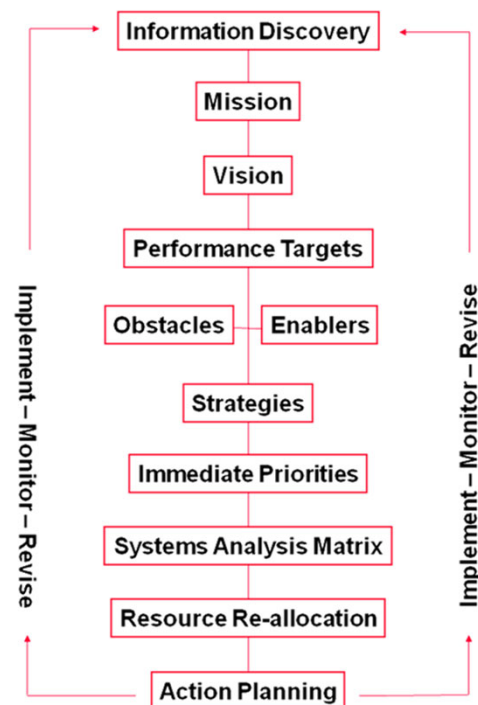 Information Discovery
Mission
Vision
Performance Targets
Obstacles
Enablers
Strategies
Immediate Priorities
Systems Analysis Matrix
Resource Re-allocation
Action Planning
Implement – Monitor – Revise
Implement – Monitor – Revise